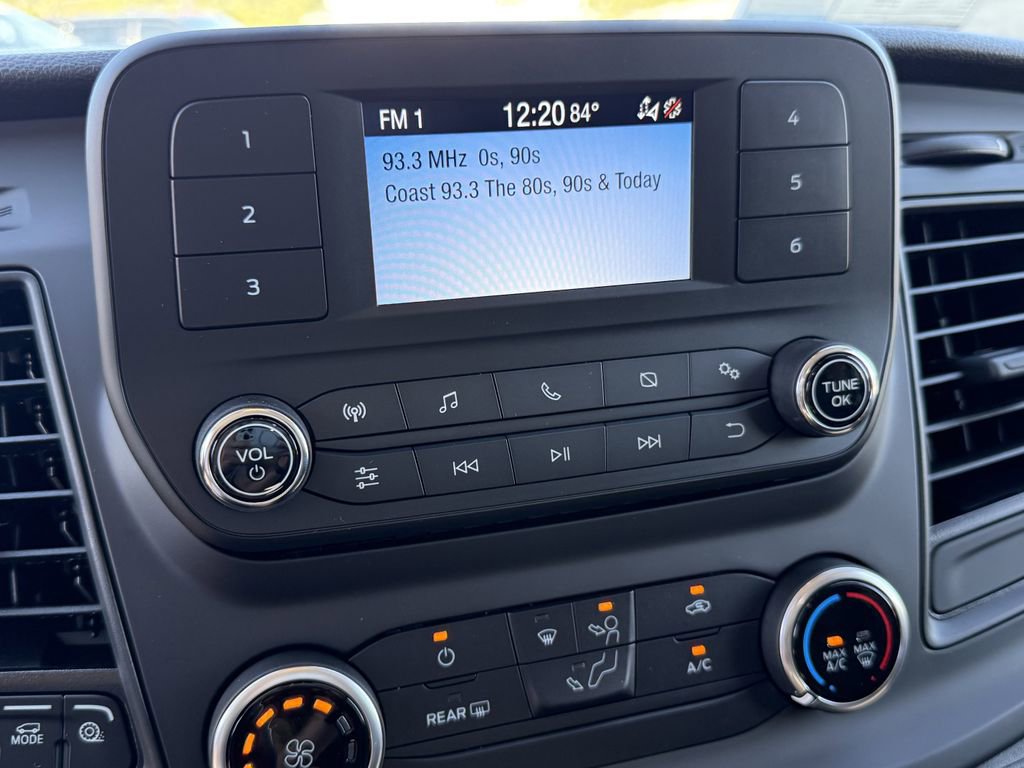 FM 1 12:20 84°
93.3 MHz 0s, 90s
Coast 93.3 The 80s, 90s & Today
1
2
3
4
5
6
VOL
TUNE
OK
A/C
REAR
MAX
A/C
MAX
MODE